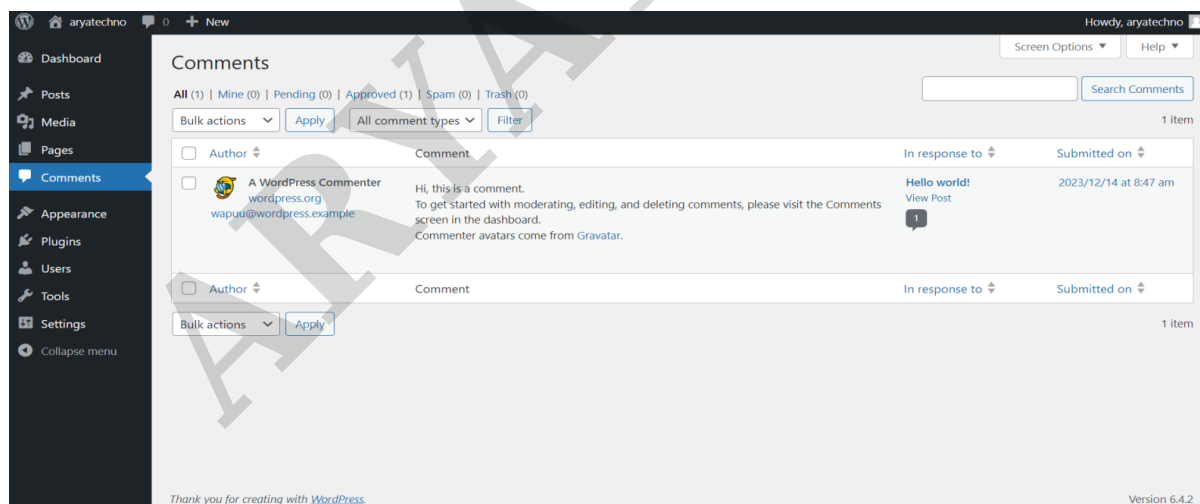 aryatechno 0 New Howdy, aryatechno
Screen Options ▼ Help ▼
Dashboard
Posts
Media
Pages
Comments
Appearance
Plugins
Users
Tools
Settings
Collapse menu
Comments
All (1) | Mine (0) | Pending (0) | Approved (1) | Spam (0) | Trash (0)
Search Comments
Bulk actions Apply All comment types Filter
1 item
Author Comment In response to Submitted on
A WordPress Commenter
wordpress.org
wapuu@wordpress.example
Hi, this is a comment.
To get started with moderating, editing, and deleting comments, please visit the Comments
screen in the dashboard.
Commenter avatars come from Gravatar.
Hello world!
View Post
1
2023/12/14 at 8:47 am
Author Comment In response to Submitted on
Bulk actions Apply
1 item
Thank you for creating with WordPress.
Version 6.4.2
ARYA